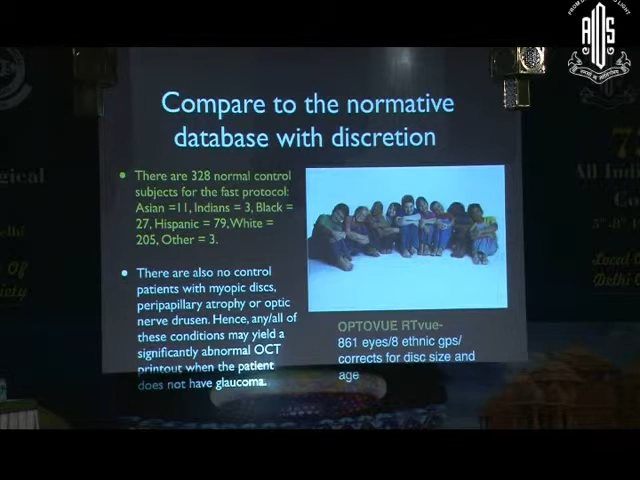 AIOS
Compare to the normative
database with discretion
• There are 328 normal control
subjects for the fast protocol:
Asian =11, Indians = 3, Black =
27, Hispanic = 79, White =
205, Other = 3.
• There are also no control
patients with myopic discs,
peripapillary atrophy or optic
nerve drusen. Hence, any/all of
these conditions may yield a
significantly abnormal OCT
printout when the patient
does not have glaucoma.
OPTOVUE RTvue-
861 eyes/8 ethnic gps/
corrects for disc size and
age
All Indi
Local O
Delhi